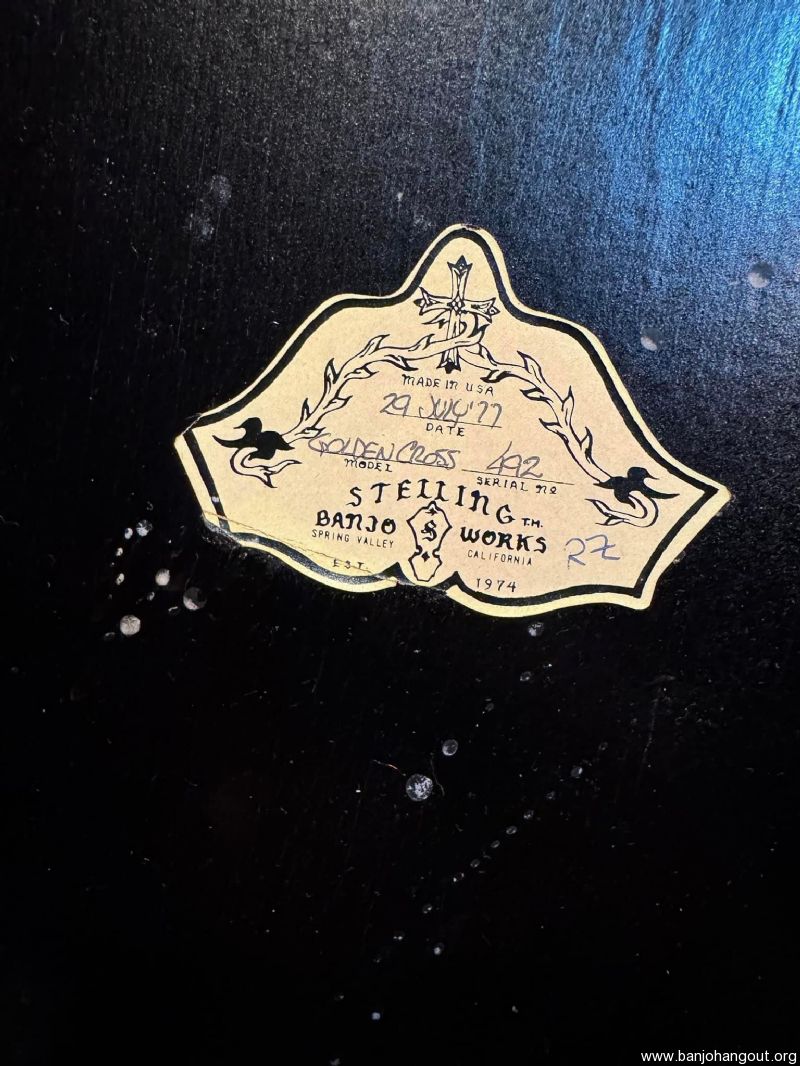 MADE IN USA
29 JULY '77
DATE
GOLDEN CROSS 492
MODEL SERIAL No
STELLING T.M.
BANJO S WORKS
SPRING VALLEY CALIFORNIA
EST. 1974
www.banjohangout.org